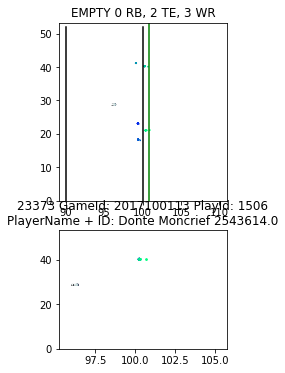 EMPTY 0 RB, 2 TE, 3 WR
50
40
30
20
10
0
90 100 110
23373 GameId: 2017100113 PlayId: 1506
PlayerName + ID: Donte Moncrief 2543614.0
40
20
0
97.5 100.0 102.5 105.0